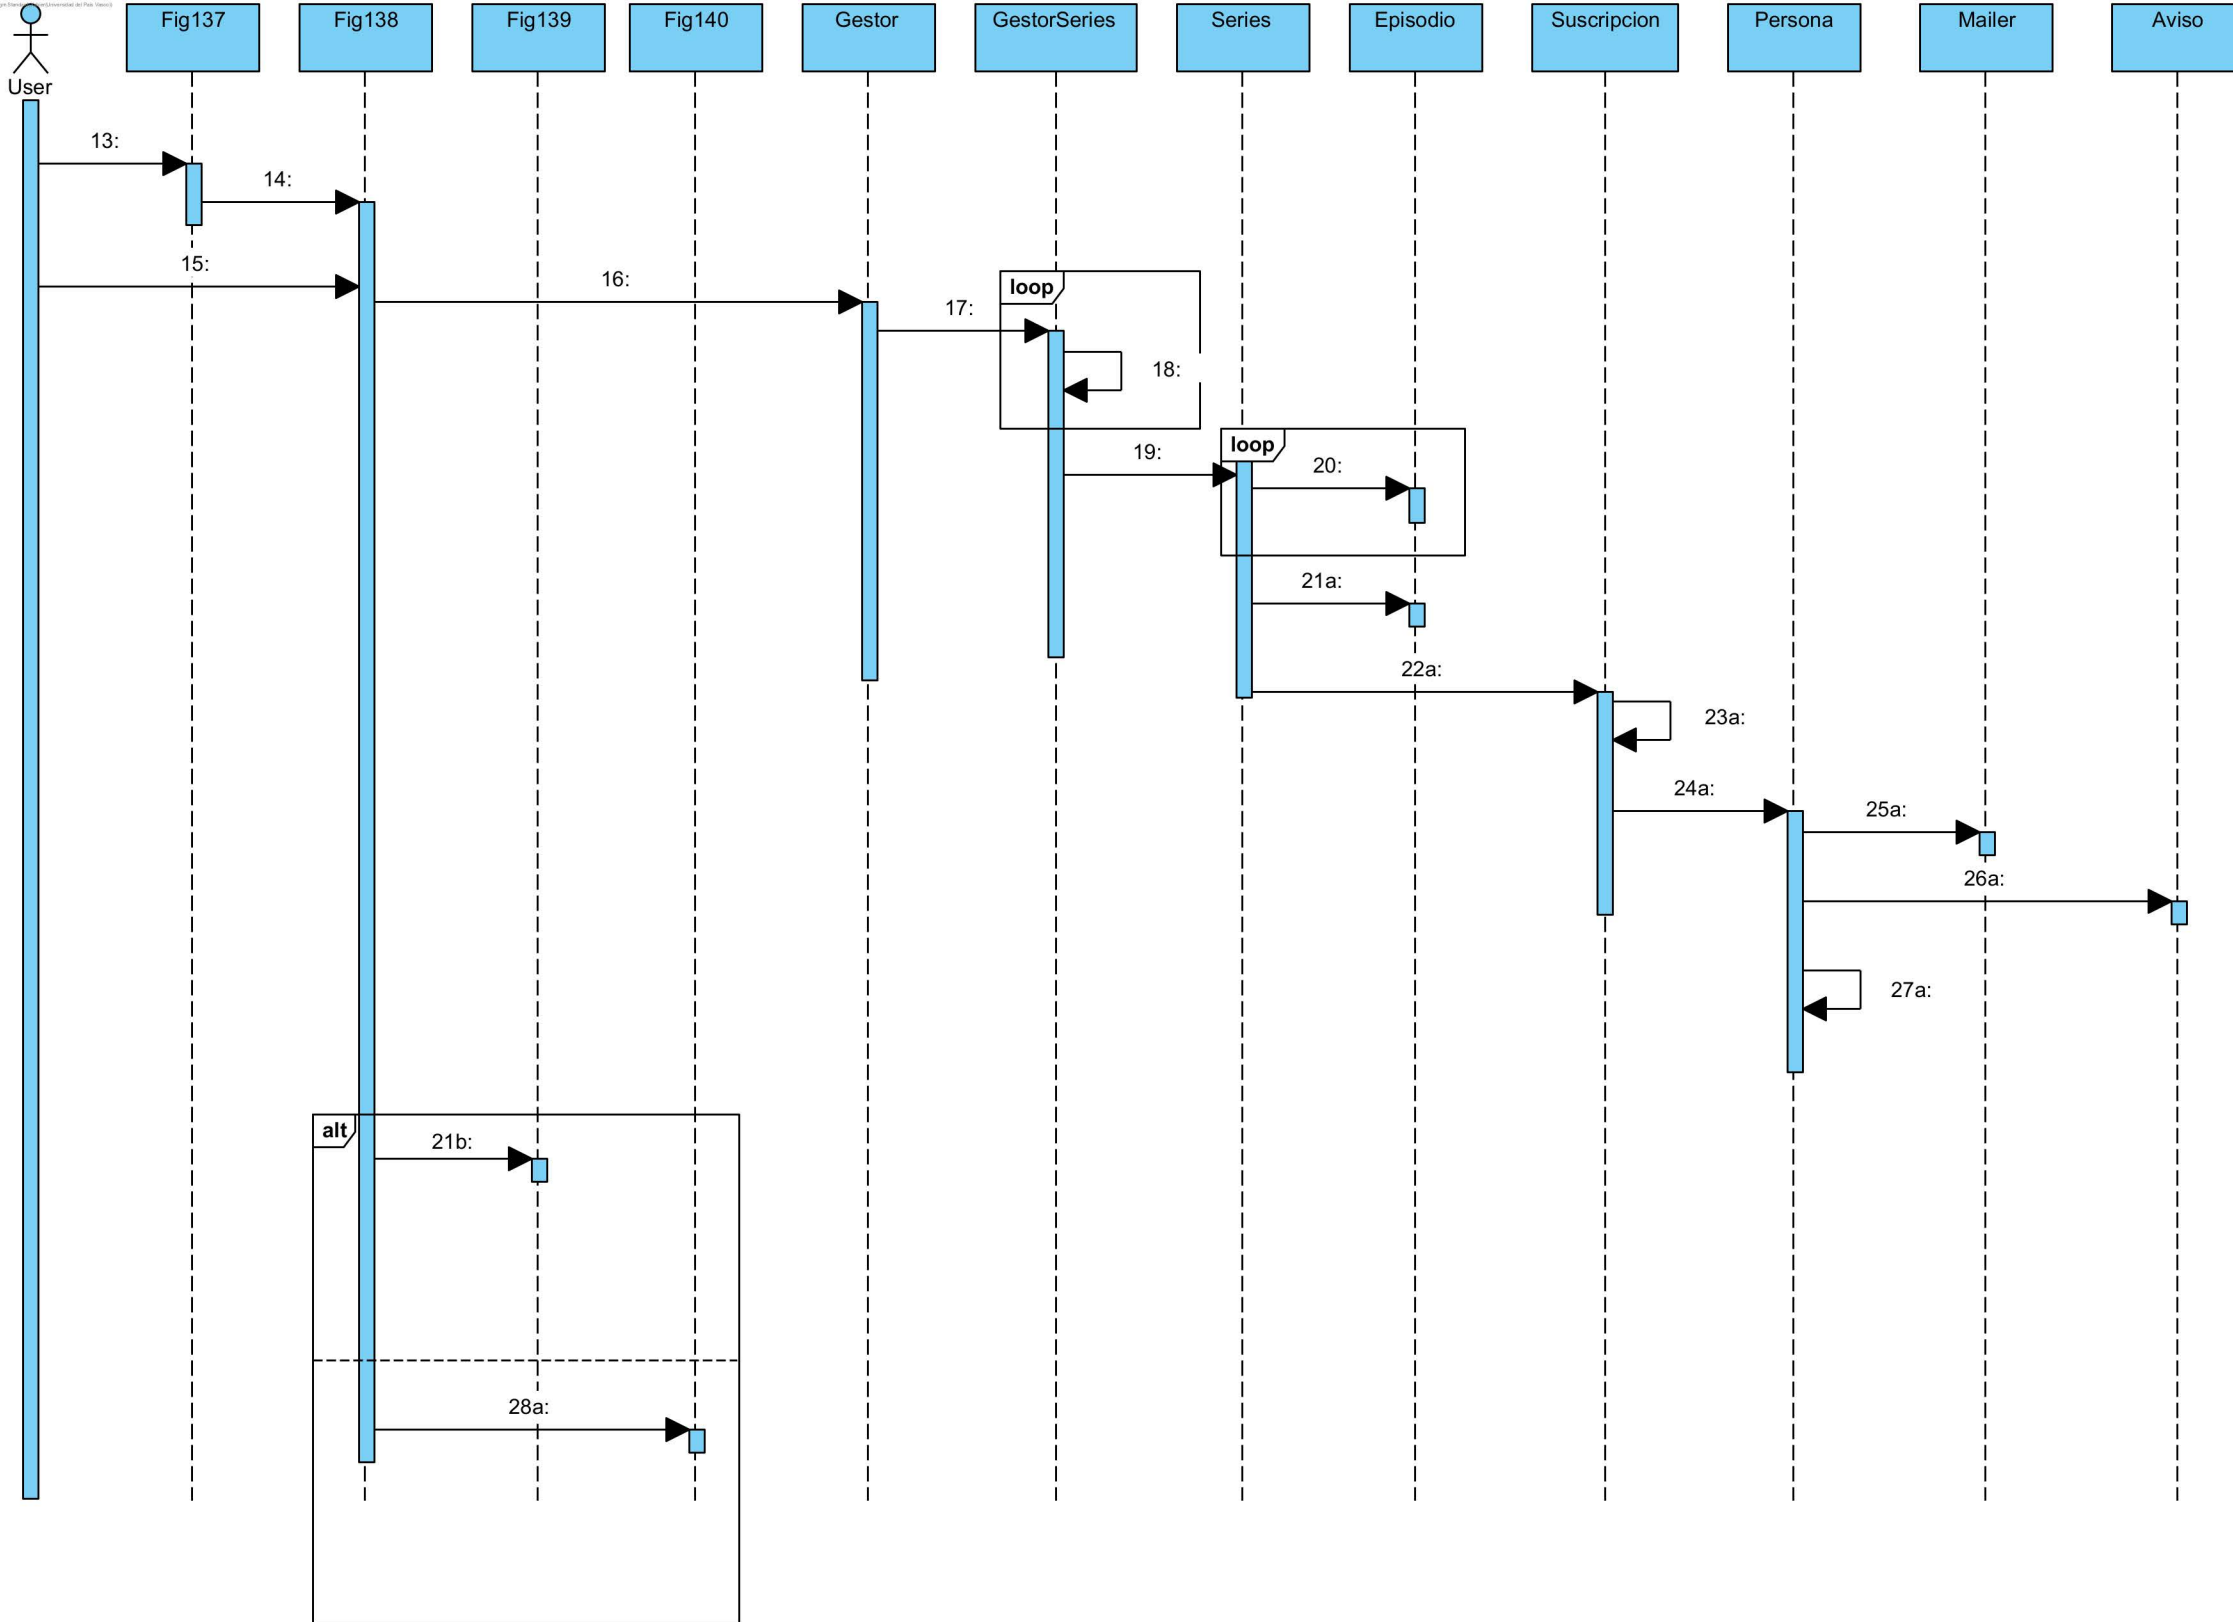 Fig137 Fig138 Fig139 Fig140 Gestor GestorSeries Series Episodio Suscripcion Persona Mailer Aviso
User
13:
14:
15:
16:
loop
17:
18:
loop
19:
20:
21a:
22a:
23a:
24a:
25a:
26a:
27a:
alt
21b:
28a: